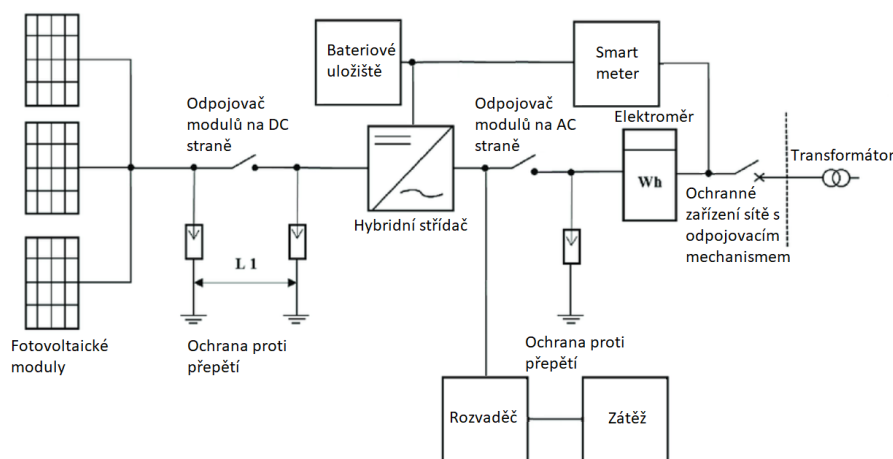 Bateriové
uložiště
Smart
meter
Odpojovač
modulů na DC
straně
Odpojovač
modulů na AC
straně
Elektroměr
Transformátor
Wh
Hybridní střídač
Ochranné
zařízení sítě s
odpojovacím
mechanismem
L 1
Fotovoltaické
moduly
Ochrana proti
přepětí
Ochrana proti
přepětí
Rozvaděč
Zátěž